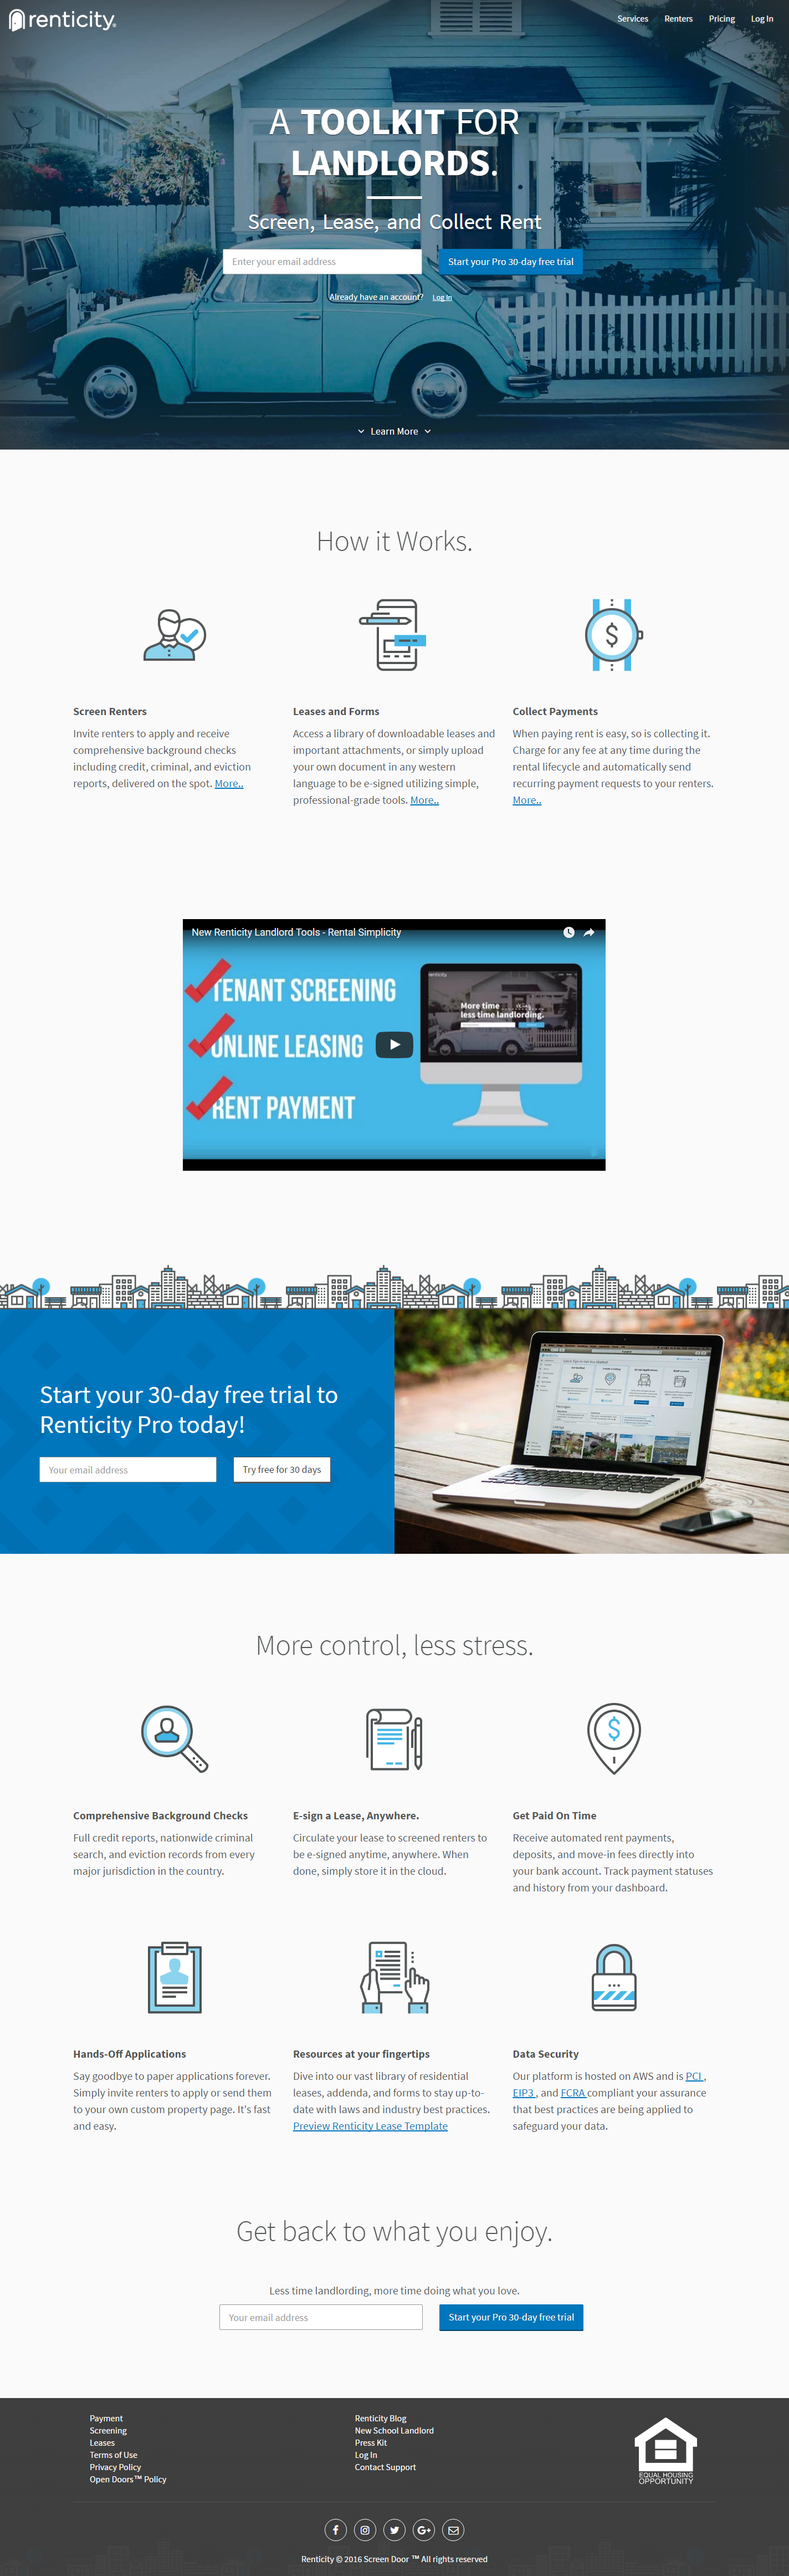 renticity®
Services Renters Pricing Log In
A TOOLKIT FOR
LANDLORDS.
Screen, Lease, and Collect Rent
Enter your email address
Start your Pro 30-day free trial
Already have an account? Log In
Learn More
How it Works.
Screen Renters
Invite renters to apply and receive
comprehensive background checks
including credit, criminal, and eviction
reports, delivered on the spot. More..
Leases and Forms
Access a library of downloadable leases and
important attachments, or simply upload
your own document in any western
language to be e-signed utilizing simple,
professional-grade tools. More..
Collect Payments
When paying rent is easy, so is collecting it.
Charge for any fee at any time during the
rental lifecycle and automatically send
recurring payment requests to your renters.
More..
New Renticity Landlord Tools - Rental Simplicity
TENANT SCREENING
ONLINE LEASING
RENT PAYMENT
renticity
More time
less time landlording.
Start your 30-day free trial to
Renticity Pro today!
Your email address
Try free for 30 days
More control, less stress.
Comprehensive Background Checks
Full credit reports, nationwide criminal
search, and eviction records from every
major jurisdiction in the country.
E-sign a Lease, Anywhere.
Circulate your lease to screened renters to
be e-signed anytime, anywhere. When
done, simply store it in the cloud.
Get Paid On Time
Receive automated rent payments,
deposits, and move-in fees directly into
your bank account. Track payment statuses
and history from your dashboard.
Hands-Off Applications
Say goodbye to paper applications forever.
Simply invite renters to apply or send them
to your own custom property page. It's fast
and easy.
Resources at your fingertips
Dive into our vast library of residential
leases, addenda, and forms to stay up-to-
date with laws and industry best practices.
Preview Renticity Lease Template
Data Security
Our platform is hosted on AWS and is PCI ,
EIP3 , and FCRA compliant your assurance
that best practices are being applied to
safeguard your data.
Get back to what you enjoy.
Less time landlording, more time doing what you love.
Your email address
Start your Pro 30-day free trial
Payment
Screening
Leases
Terms of Use
Privacy Policy
Open Doors™ Policy
Renticity Blog
New School Landlord
Press Kit
Log In
Contact Support
EQUAL HOUSING
OPPORTUNITY
Renticity © 2016 Screen Door ™ All rights reserved